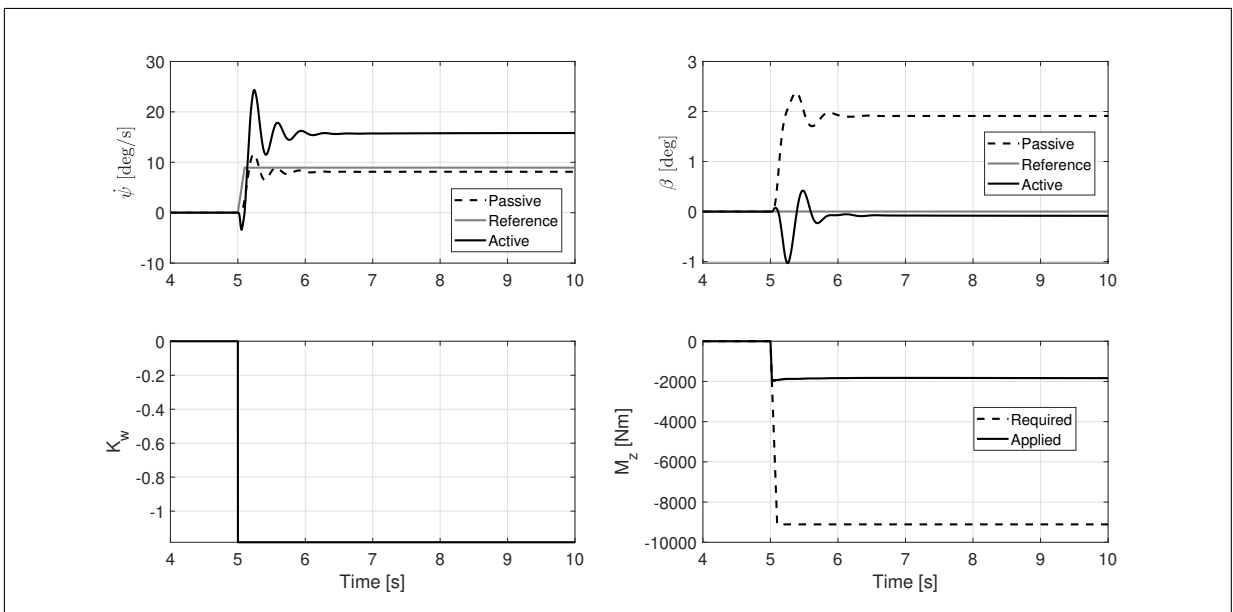 30
20
10
0
-10
ψ̇ [deg/s]
4 5 6 7 8 9 10
Passive
Reference
Active
3
2
1
0
-1
β [deg]
4 5 6 7 8 9 10
Passive
Reference
Active
0
-0.2
-0.4
-0.6
-0.8
-1
K_w
4 5 6 7 8 9 10
Time [s]
0
-2000
-4000
-6000
-8000
-10000
M_z [Nm]
4 5 6 7 8 9 10
Time [s]
Required
Applied